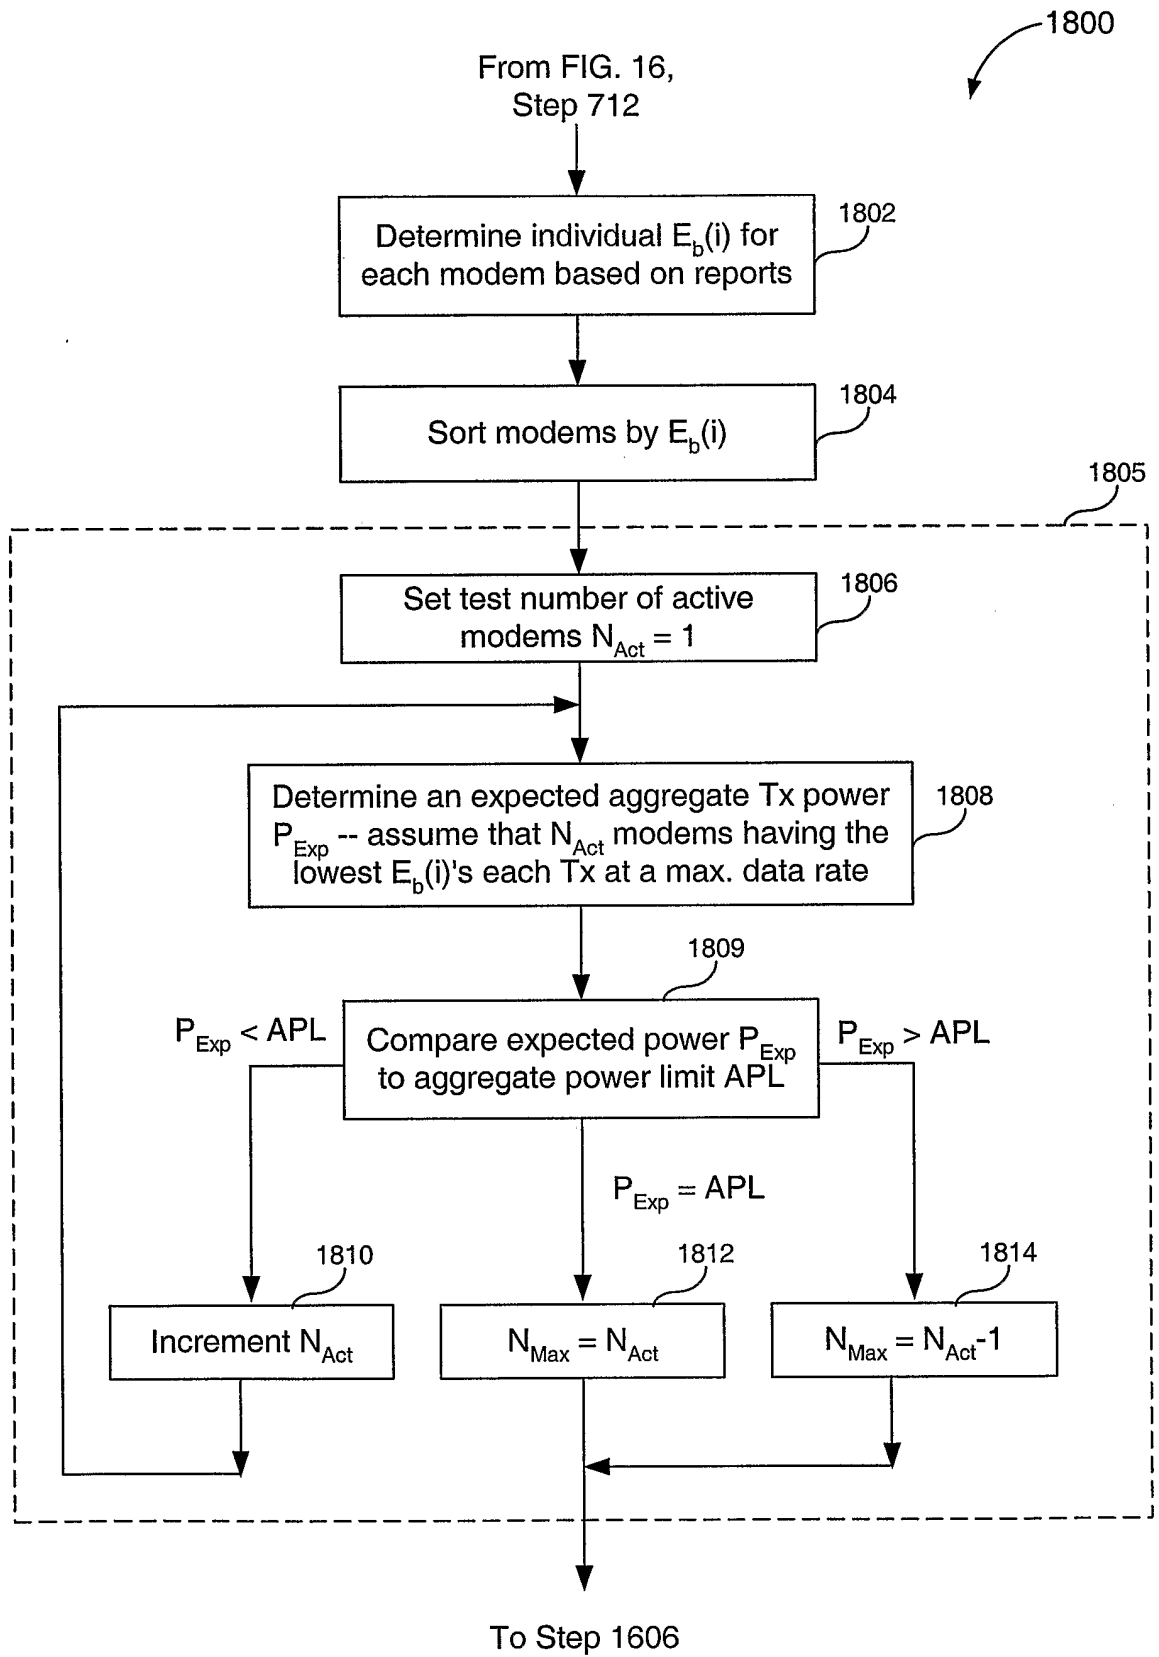 1800
From FIG. 16,
Step 712
1802
Determine individual E_b(i) for
each modem based on reports
1804
Sort modems by E_b(i)
1805
1806
Set test number of active
modems N_Act = 1
1808
Determine an expected aggregate Tx power
P_Exp -- assume that N_Act modems having the
lowest E_b(i)'s each Tx at a max. data rate
1809
P_Exp < APL
Compare expected power P_Exp
to aggregate power limit APL
P_Exp > APL
P_Exp = APL
1810
1812
1814
Increment N_Act
N_Max = N_Act
N_Max = N_Act-1
To Step 1606